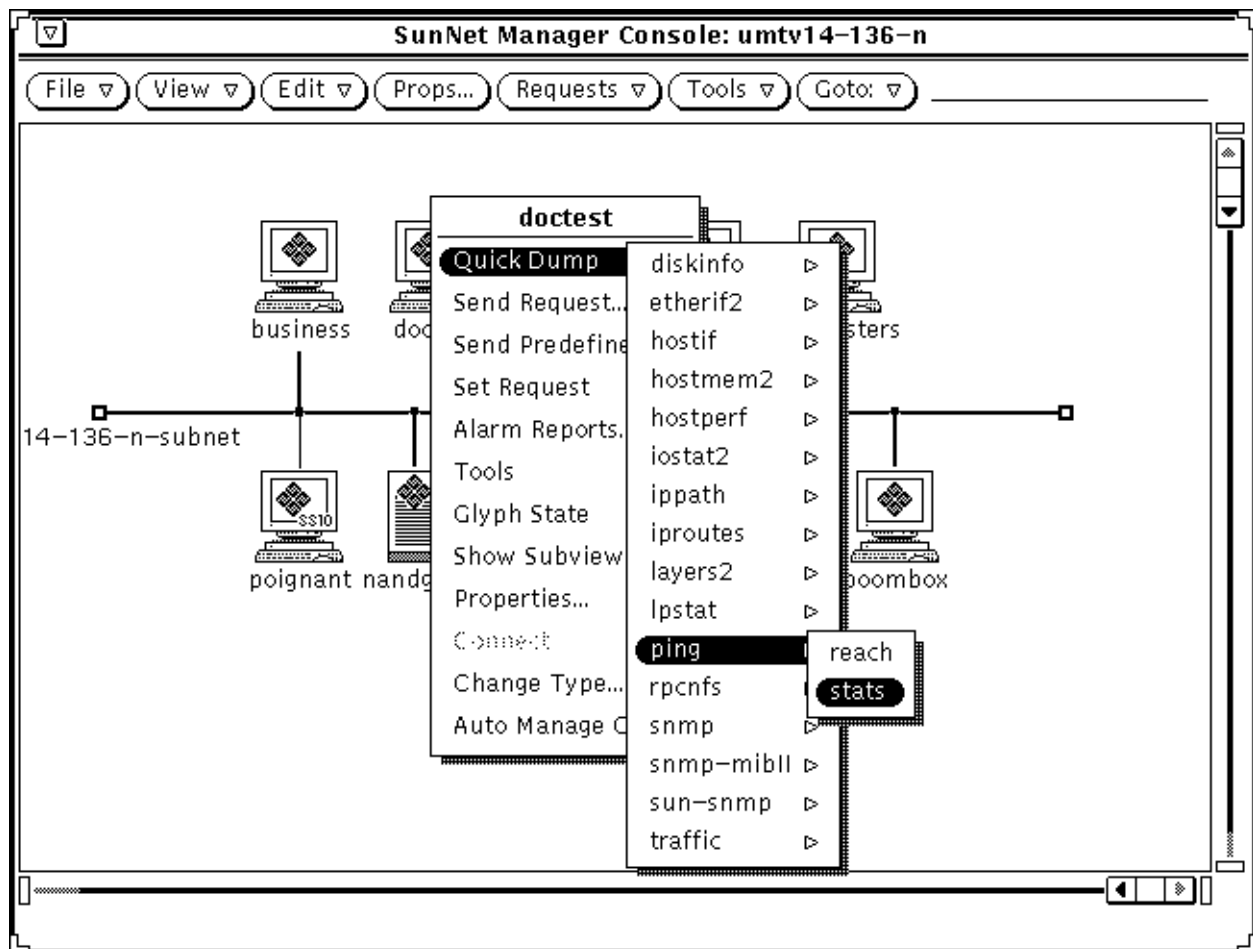 SunNet Manager Console: umtv14-136-n
File View Edit Props... Requests Tools Goto:
business
doc
sters
14-136-n-subnet
poignant
SS10
nandg
boombox
doctest
Quick Dump
Send Request...
Send Predefine
Set Request
Alarm Reports.
Tools
Glyph State
Show Subview
Properties...
Connect
Change Type...
Auto Manage
diskinfo
etherif2
hostif
hostmem2
hostperf
iostat2
ippath
iproutes
layers2
lpstat
ping
rpcnfs
snmp
snmp-mibII
sun-snmp
traffic
reach
stats